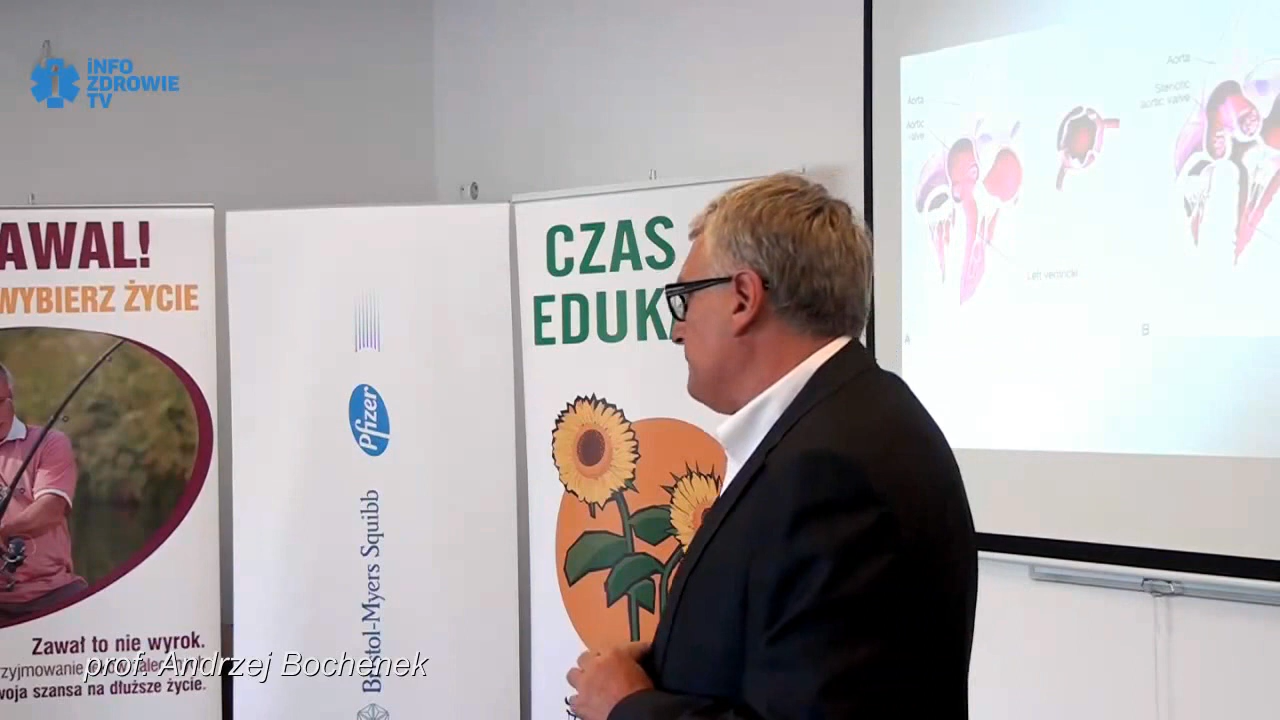 iNFO
ZDROWIE
TV
AWAL!
WYBIERZ ŻYCIE
Zawał to nie wyrok.
woja szansa na dłuższe życie.
prof. Andrzej Bochenek
Pfizer
Bristol-Myers Squibb
CZAS
EDUK
Aorta
Aortic
valve
Left ventricle
A
Aorta
Stenotic
aortic valve
B